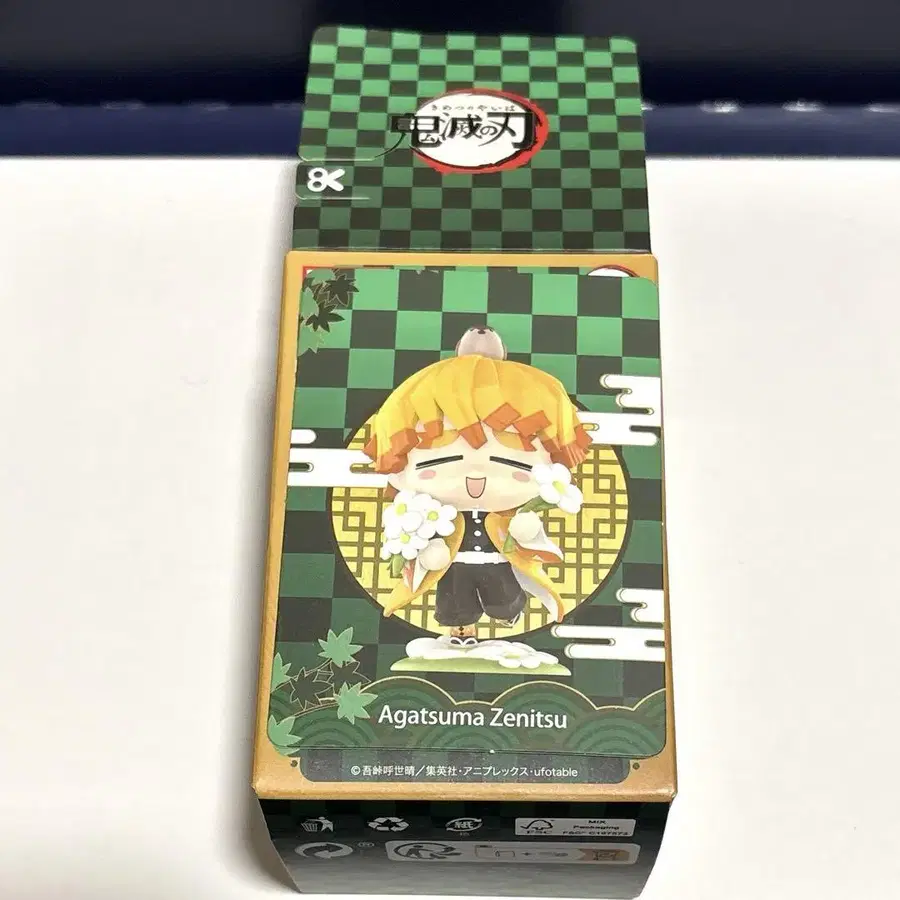 きめつのやいば
鬼滅の刃
Agatsuma Zenitsu
©吾峠呼世晴／集英社・アニプレックス・ufotable
紙
MIX
Packaging